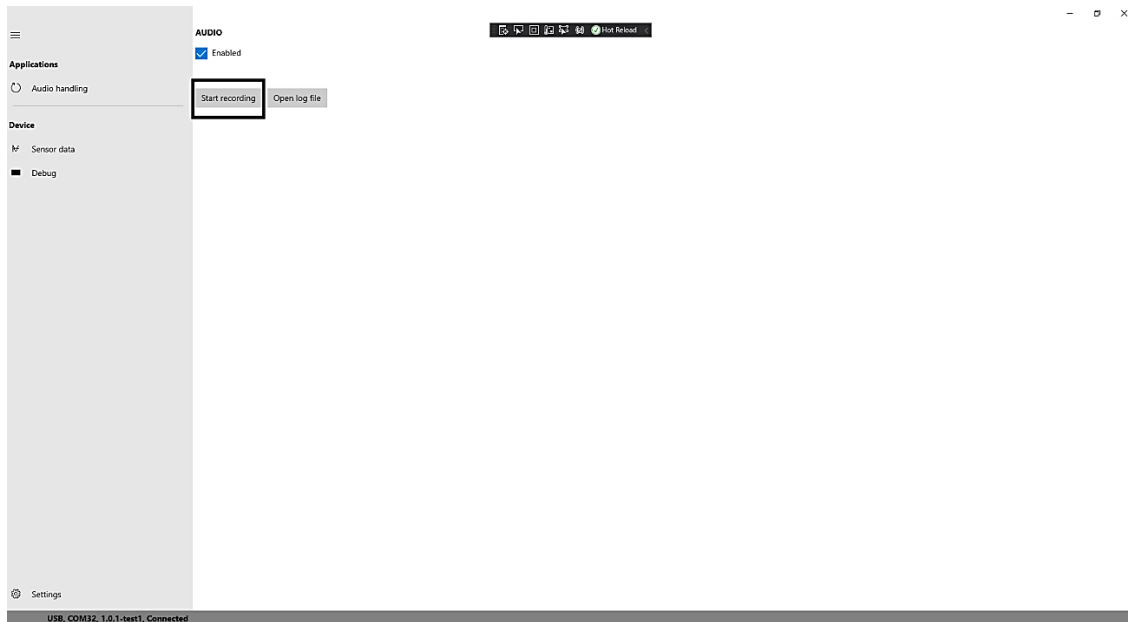 AUDIO
Hot Reload
Enabled
Applications
Audio handling
Start recording
Open log file
Device
Sensor data
Debug
Settings
USB, COM32, 1.0.1-test1, Connected